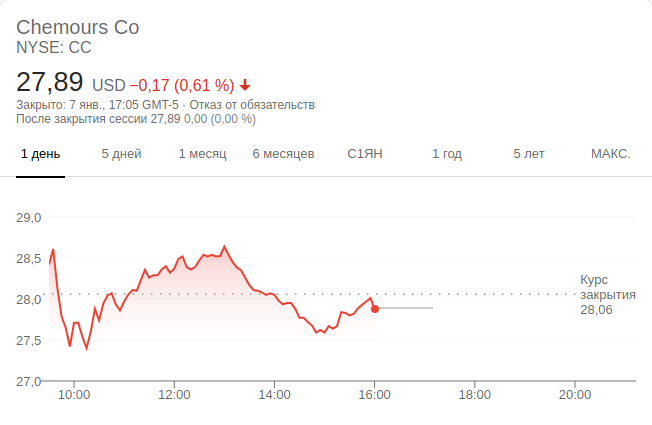 Chemours Co
NYSE: CC
27,89 USD −0,17 (0,61 %)
Закрыто: 7 янв., 17:05 GMT-5 · Отказ от обязательств
После закрытия сессии 27,89 0,00 (0,00 %)
1 день 5 дней 1 месяц 6 месяцев С1ЯН 1 год 5 лет МАКС.
29,0
28,5
28,0
27,5
27,0
Курс
закрытия
28,06
10:00 12:00 14:00 16:00 18:00 20:00